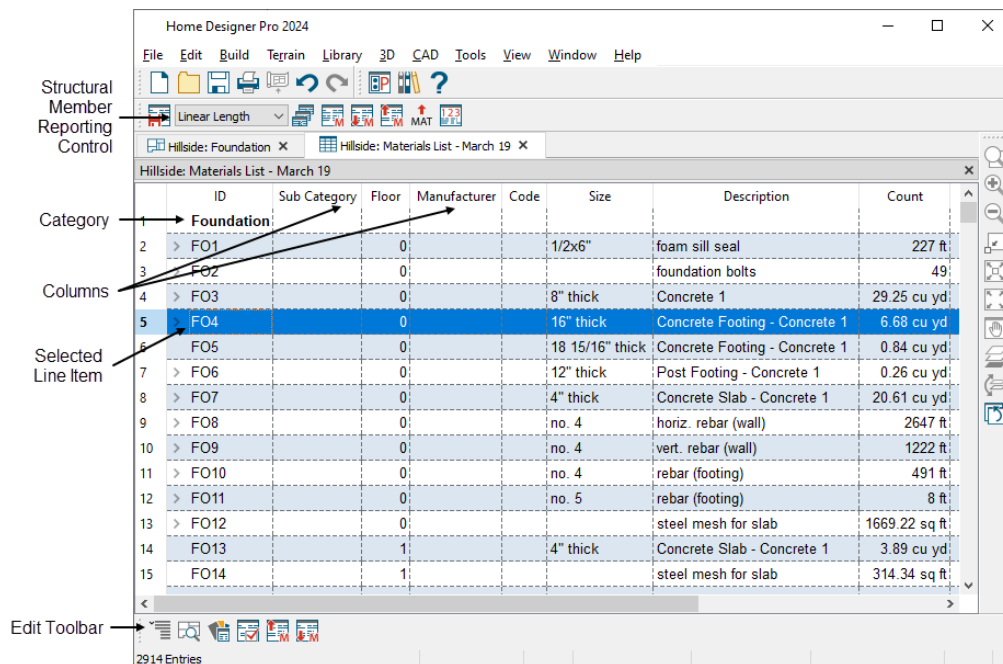 Home Designer Pro 2024
File Edit Build Terrain Library 3D CAD Tools View Window Help
Structural Member Reporting Control
Linear Length
M M M MAT 123
Hillside: Foundation × Hillside: Materials List - March 19 ×
Hillside: Materials List - March 19
ID Sub Category Floor Manufacturer Code Size Description Count
Category
1 Foundation
2 > FO1 0 1/2x6" foam sill seal 227 ft
3 > FO2 0 foundation bolts 49
Columns
4 > FO3 0 8" thick Concrete 1 29.25 cu yd
5 > FO4 0 16" thick Concrete Footing - Concrete 1 6.68 cu yd
Selected Line Item
6 FO5 0 18 15/16" thick Concrete Footing - Concrete 1 0.84 cu yd
7 > FO6 0 12" thick Post Footing - Concrete 1 0.26 cu yd
8 > FO7 0 4" thick Concrete Slab - Concrete 1 20.61 cu yd
9 > FO8 0 no. 4 horiz. rebar (wall) 2647 ft
10 > FO9 0 no. 4 vert. rebar (wall) 1222 ft
11 > FO10 0 no. 4 rebar (footing) 491 ft
12 > FO11 0 no. 5 rebar (footing) 8 ft
13 > FO12 0 steel mesh for slab 1669.22 sq ft
14 FO13 1 4" thick Concrete Slab - Concrete 1 3.89 cu yd
15 FO14 1 steel mesh for slab 314.34 sq ft
Edit Toolbar
M M
2914 Entries